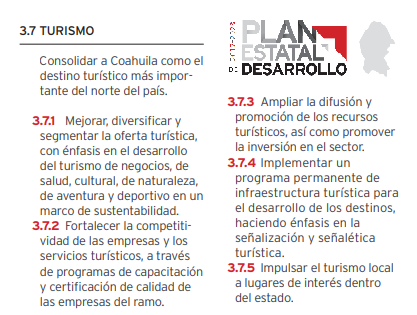 3.7 TURISMO
Consolidar a Coahuila como el
destino turístico más impor-
tante del norte del país.
3.7.1 Mejorar, diversificar y
segmentar la oferta turística,
con énfasis en el desarrollo
del turismo de negocios, de
salud, cultural, de naturaleza,
de aventura y deportivo en un
marco de sustentabilidad.
3.7.2 Fortalecer la competiti-
vidad de las empresas y los
servicios turísticos, a través
de programas de capacitación
y certificación de calidad de
las empresas del ramo.
2017-2023
PLAN
ESTATAL
DE DESARROLLO
3.7.3 Ampliar la difusión y
promoción de los recursos
turísticos, así como promover
la inversión en el sector.
3.7.4 Implementar un
programa permanente de
infraestructura turística para
el desarrollo de los destinos,
haciendo énfasis en la
señalización y señalética
turística.
3.7.5 Impulsar el turismo local
a lugares de interés dentro
del estado.